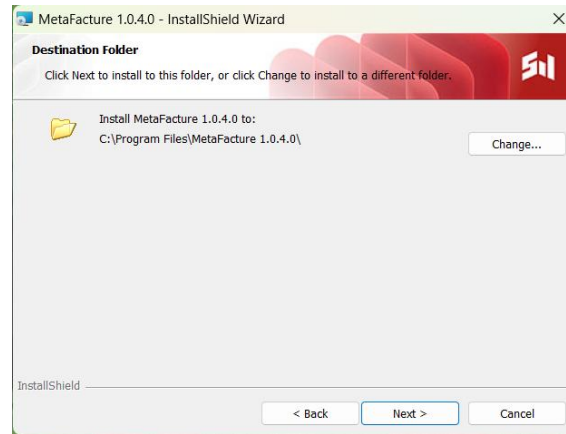 MetaFacture 1.0.4.0 - InstallShield Wizard
Destination Folder
Click Next to install to this folder, or click Change to install to a different folder.
Install MetaFacture 1.0.4.0 to:
C:\Program Files\MetaFacture 1.0.4.0\
Change...
InstallShield
< Back
Next >
Cancel